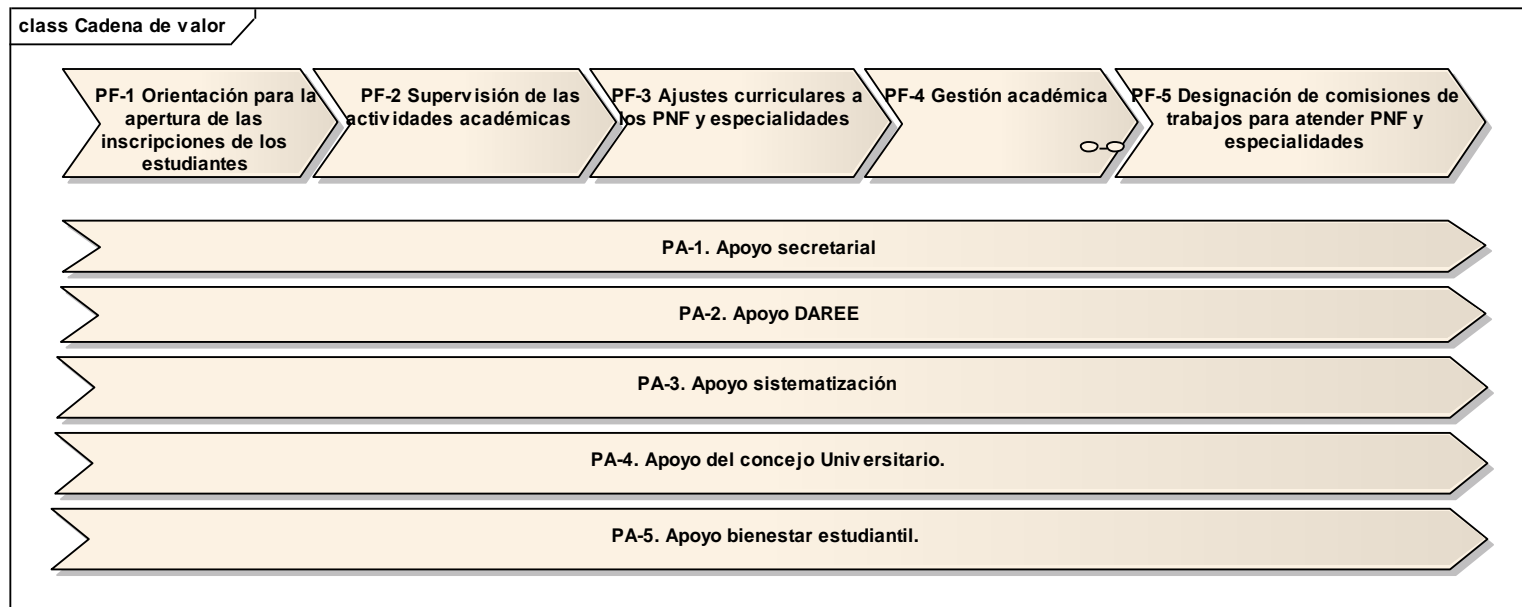 class Cadena de valor
PF-1 Orientación para la
apertura de las
inscripciones de los
estudiantes
PF-2 Supervisión de las
actividades académicas
PF-3 Ajustes curriculares a
los PNF y especialidades
PF-4 Gestión académica
PF-5 Designación de comisiones de
trabajos para atender PNF y
especialidades
PA-1. Apoyo secretarial
PA-2. Apoyo DAREE
PA-3. Apoyo sistematización
PA-4. Apoyo del concejo Universitario.
PA-5. Apoyo bienestar estudiantil.